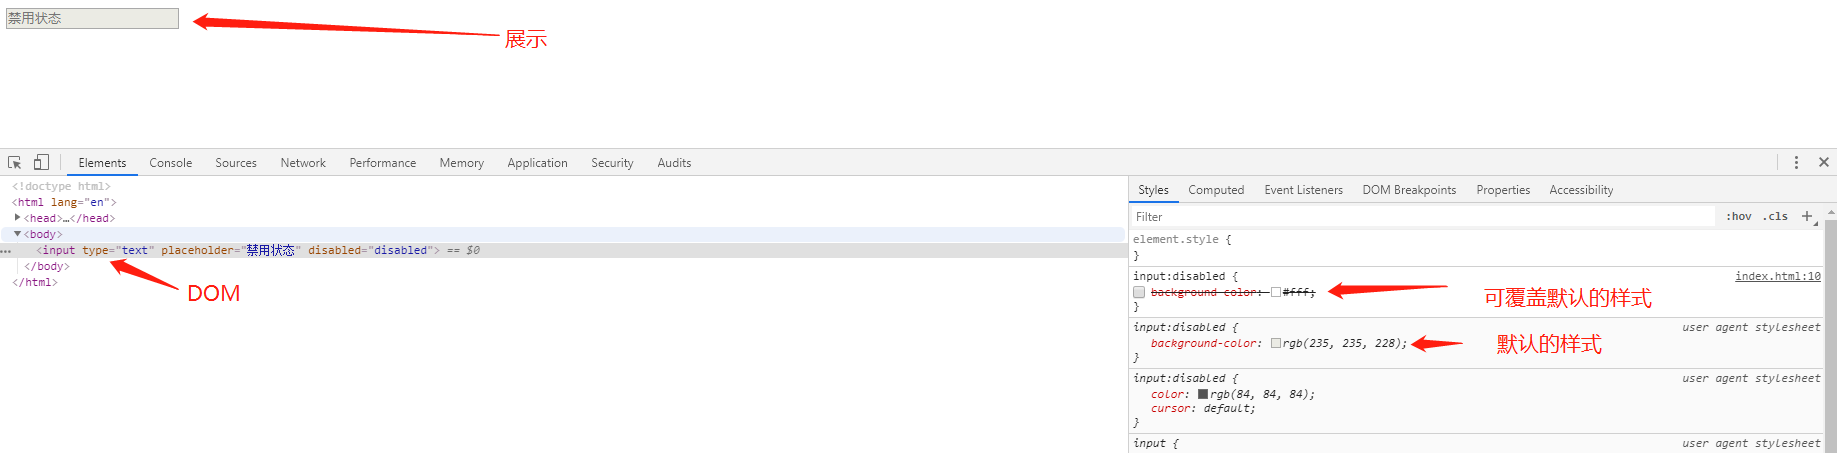 禁用状态
展示
Elements Console Sources Network Performance Memory Application Security Audits
<!doctype html>
<html lang="en">
<head>…</head>
<body>
<input type="text" placeholder="禁用状态" disabled="disabled"> == $0
</body>
</html>
DOM
Styles Computed Event Listeners DOM Breakpoints Properties Accessibility
Filter :hov .cls +
element.style {
}
input:disabled { index.html:10
background-color: #fff;
}
可覆盖默认的样式
input:disabled { user agent stylesheet
background-color: rgb(235, 235, 228);
}
默认的样式
input:disabled { user agent stylesheet
color: rgb(84, 84, 84);
cursor: default;
}
input { user agent stylesheet